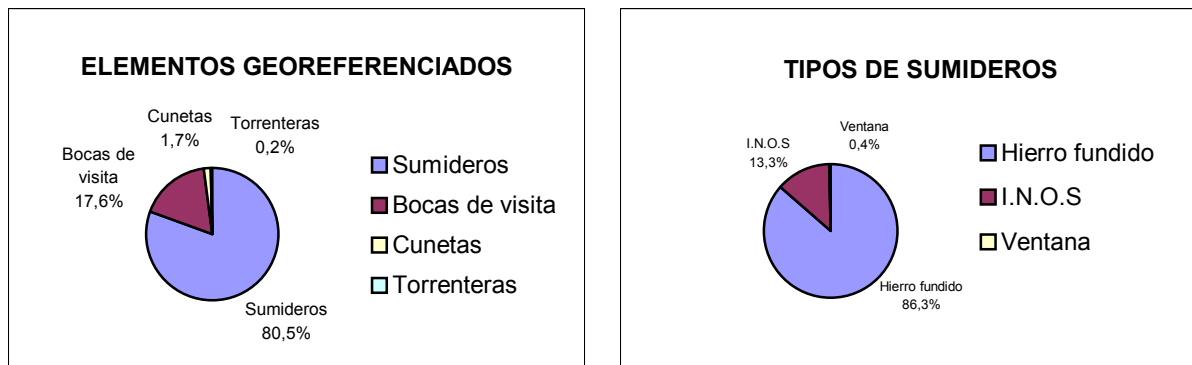 ELEMENTOS GEOREFERENCIADOS
Cunetas
1,7%
Torrenteras
0,2%
Bocas de
visita
17,6%
Sumideros
80,5%
Sumideros
Bocas de visita
Cunetas
Torrenteras
TIPOS DE SUMIDEROS
I.N.O.S
13,3%
Ventana
0,4%
Hierro fundido
86,3%
Hierro fundido
I.N.O.S
Ventana